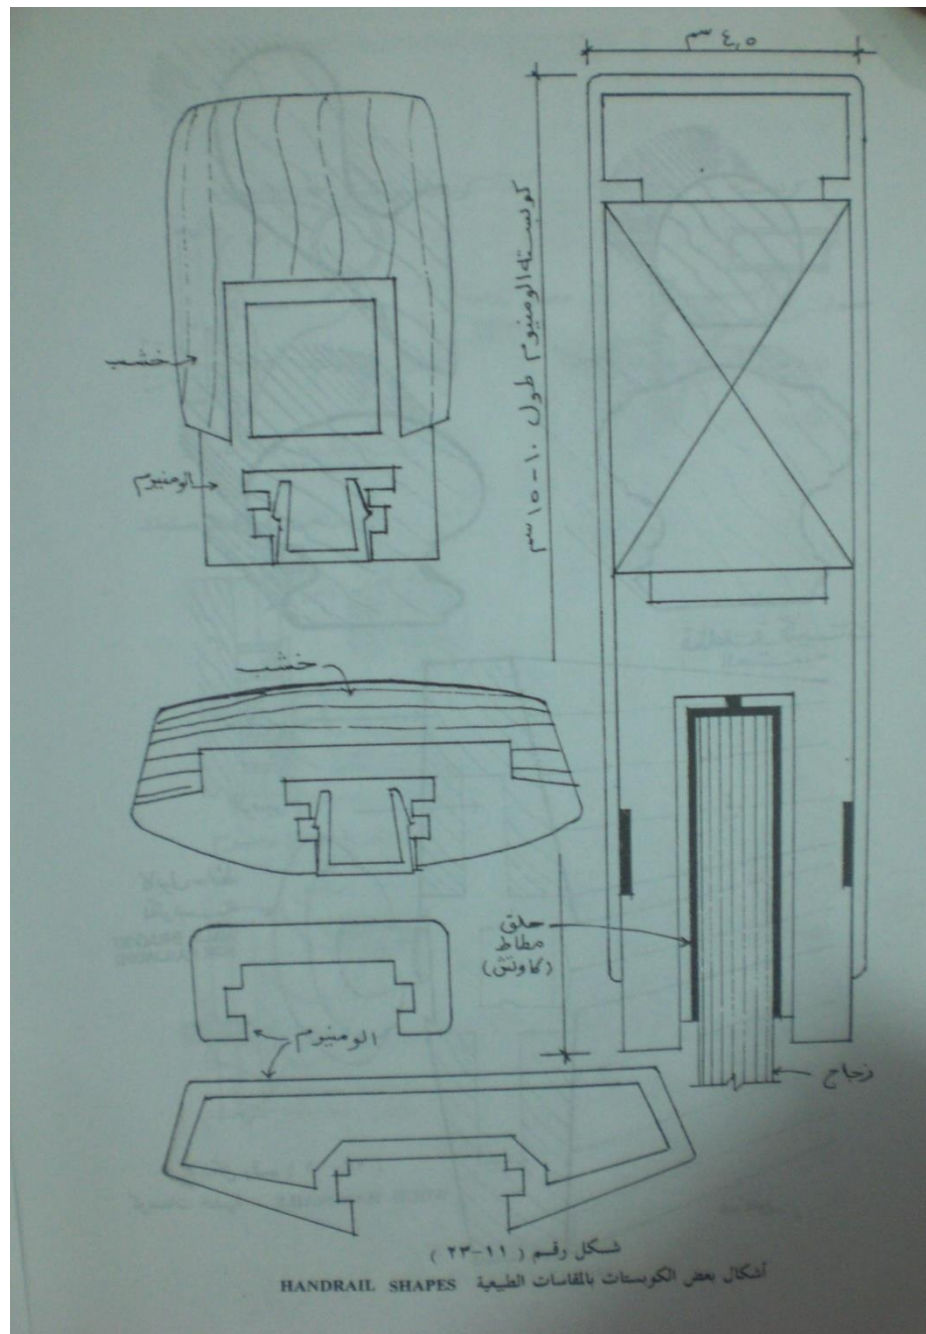 ٤,٥ سم
كوبسته الومنيوم طول ١٠-١٥ سم
خشب
الومنيوم
خشب
حلق
مطاط
(كاوتش)
الومنيوم
زجاج
شكل رقم (١١-٢٣)
أشكال بعض الكوبستات بالمقاسات الطبيعية HANDRAIL SHAPES